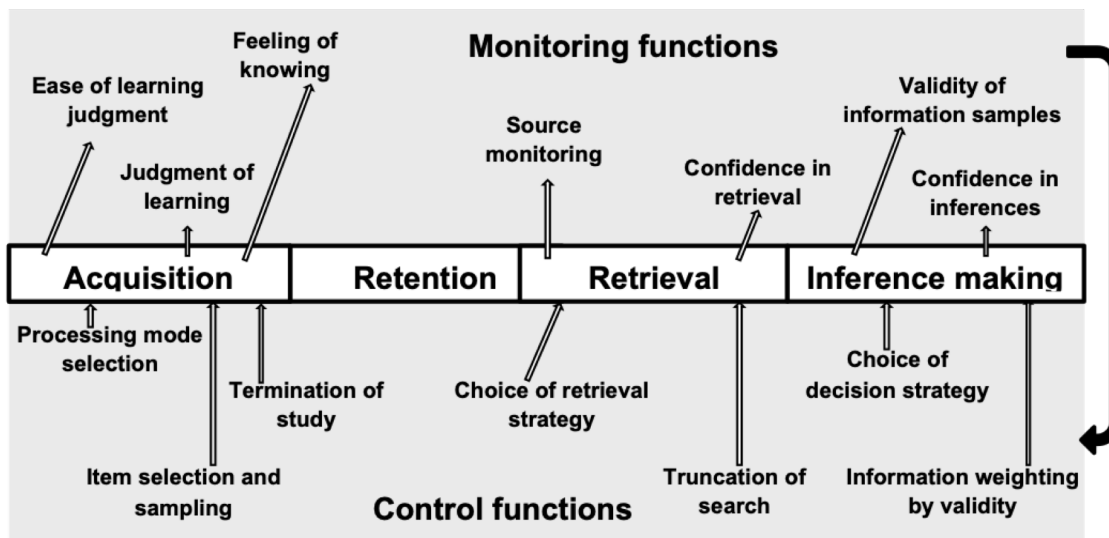 Monitoring functions
Feeling of
knowing
Ease of learning
judgment
Judgment of
learning
Source
monitoring
Confidence in
retrieval
Validity of
information samples
Confidence in
inferences
Acquisition
Retention
Retrieval
Inference making
Processing mode
selection
Termination of
study
Item selection and
sampling
Choice of retrieval
strategy
Truncation of
search
Choice of
decision strategy
Information weighting
by validity
Control functions